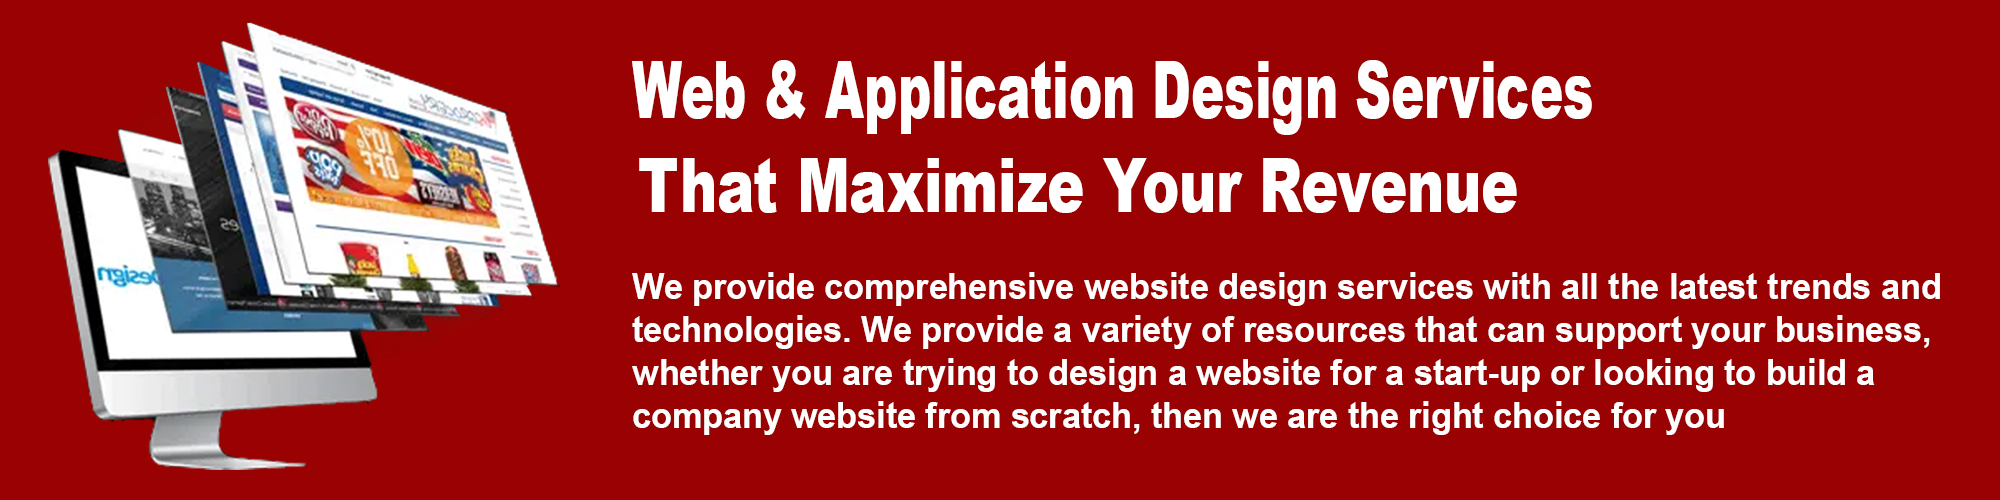 Web & Application Design Services
That Maximize Your Revenue
We provide comprehensive website design services with all the latest trends and
technologies. We provide a variety of resources that can support your business,
whether you are trying to design a website for a start-up or looking to build a
company website from scratch, then we are the right choice for you
10% OFF
Design